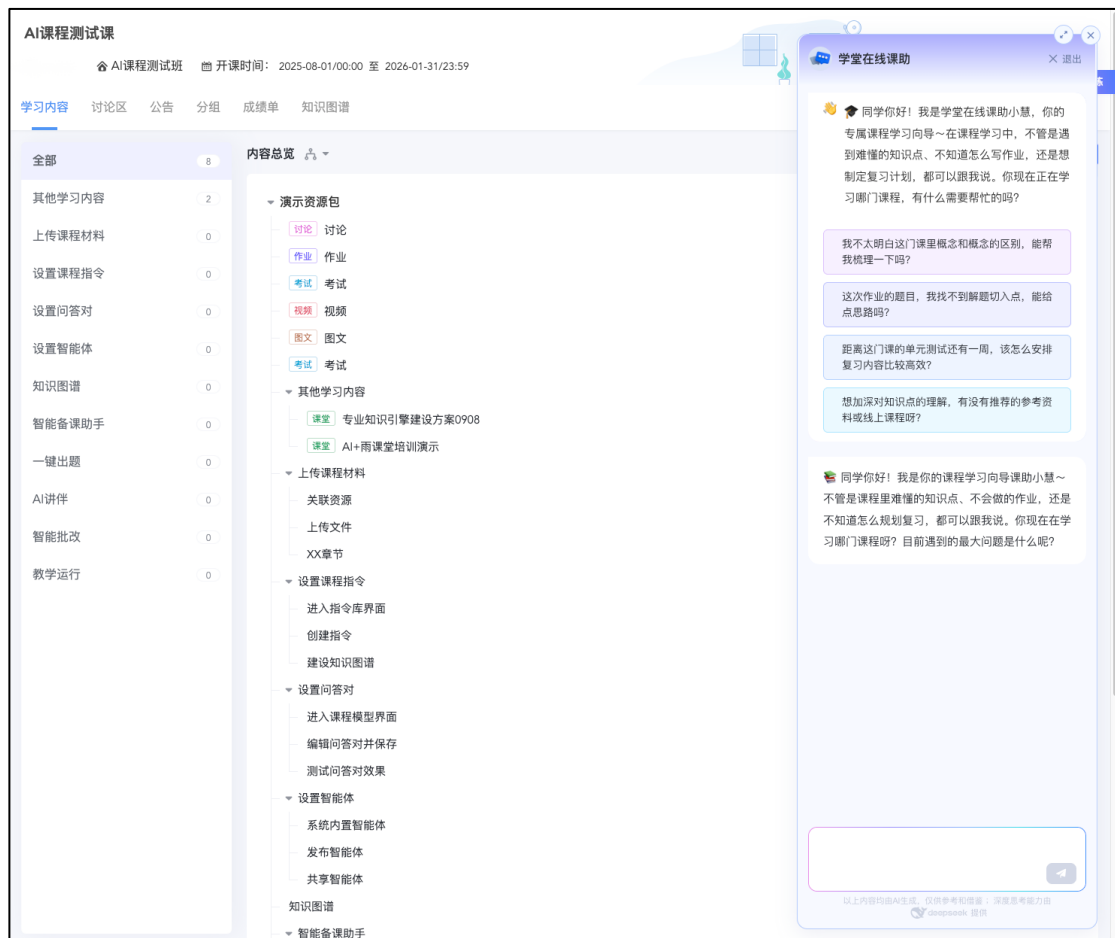 AI课程测试课
AI课程测试班 开课时间： 2025-08-01/00:00 至 2026-01-31/23:59
学习内容 讨论区 公告 分组 成绩单 知识图谱
全部 8
其他学习内容 2
上传课程材料 0
设置课程指令 0
设置问答对 0
设置智能体 0
知识图谱 0
智能备课助手 0
一键出题 0
AI讲伴 0
智能批改 0
教学运行 0
内容总览
演示资源包
讨论 讨论
作业 作业
考试 考试
视频 视频
图文 图文
考试 考试
其他学习内容
课堂 专业知识引擎建设方案0908
课堂 AI+雨课堂培训演示
上传课程材料
关联资源
上传文件
XX章节
设置课程指令
进入指令库界面
创建指令
建设知识图谱
设置问答对
进入课程模型界面
编辑问答对并保存
测试问答对效果
设置智能体
系统内置智能体
发布智能体
共享智能体
知识图谱
智能备课助手
学堂在线课助 退出
👋 🎓 同学你好！我是学堂在线课助小慧，你的
专属课程学习向导～在课程学习中，不管是遇
到难懂的知识点、不知道怎么写作业，还是想
制定复习计划，都可以跟我说。你现在正在学
习哪门课程，有什么需要帮忙的吗？
我不太明白这门课里概念和概念的区别，能帮
我梳理一下吗？
这次作业的题目，我找不到解题切入点，能给
点思路吗？
距离这门课的单元测试还有一周，该怎么安排
复习内容比较高效？
想加深对知识点的理解，有没有推荐的参考资
料或线上课程呀？
📚 同学你好！我是你的课程学习向导课助小慧～
不管是课程里难懂的知识点、不会做的作业，还是
不知道怎么规划复习，都可以跟我说。你现在在学
习哪门课程呀？目前遇到的最大问题是什么呢？
以上内容均由AI生成，仅供参考和借鉴；深度思考能力由
deepseek 提供